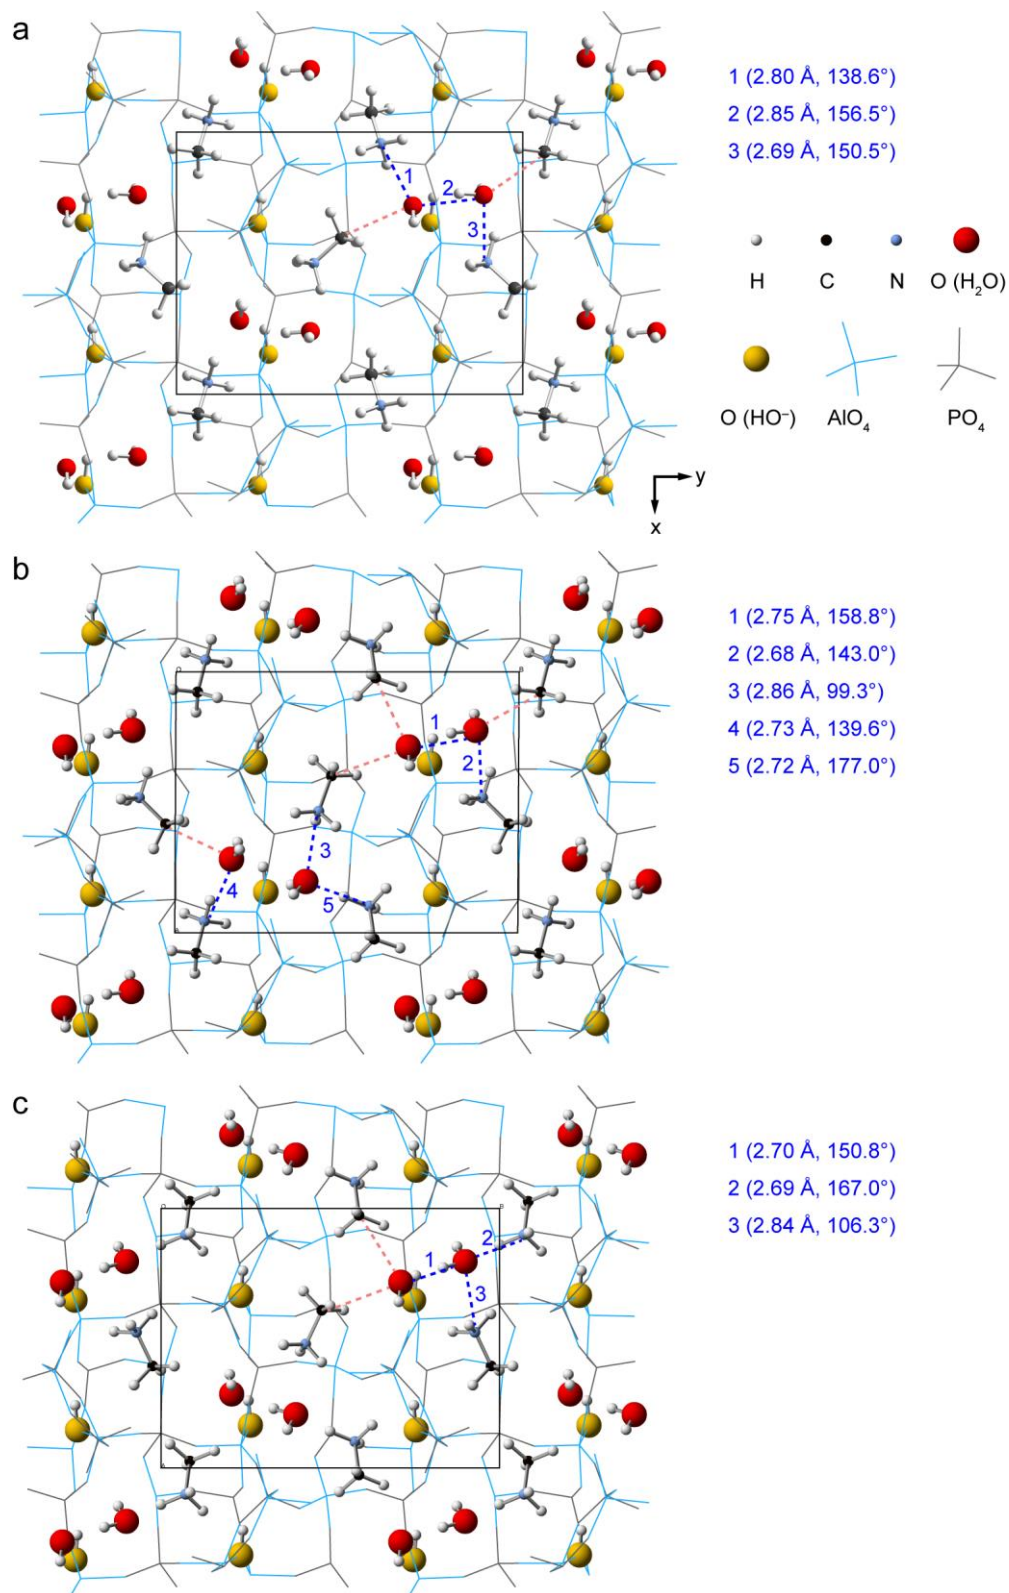 a
1 (2.80 Å, 138.6°)
2 (2.85 Å, 156.5°)
3 (2.69 Å, 150.5°)
1
2
3
H C N O (H₂O)
O (HO⁻) AlO₄ PO₄
y
x
b
1 (2.75 Å, 158.8°)
2 (2.68 Å, 143.0°)
3 (2.86 Å, 99.3°)
4 (2.73 Å, 139.6°)
5 (2.72 Å, 177.0°)
1
2
3
4
5
c
1 (2.70 Å, 150.8°)
2 (2.69 Å, 167.0°)
3 (2.84 Å, 106.3°)
2
1
3